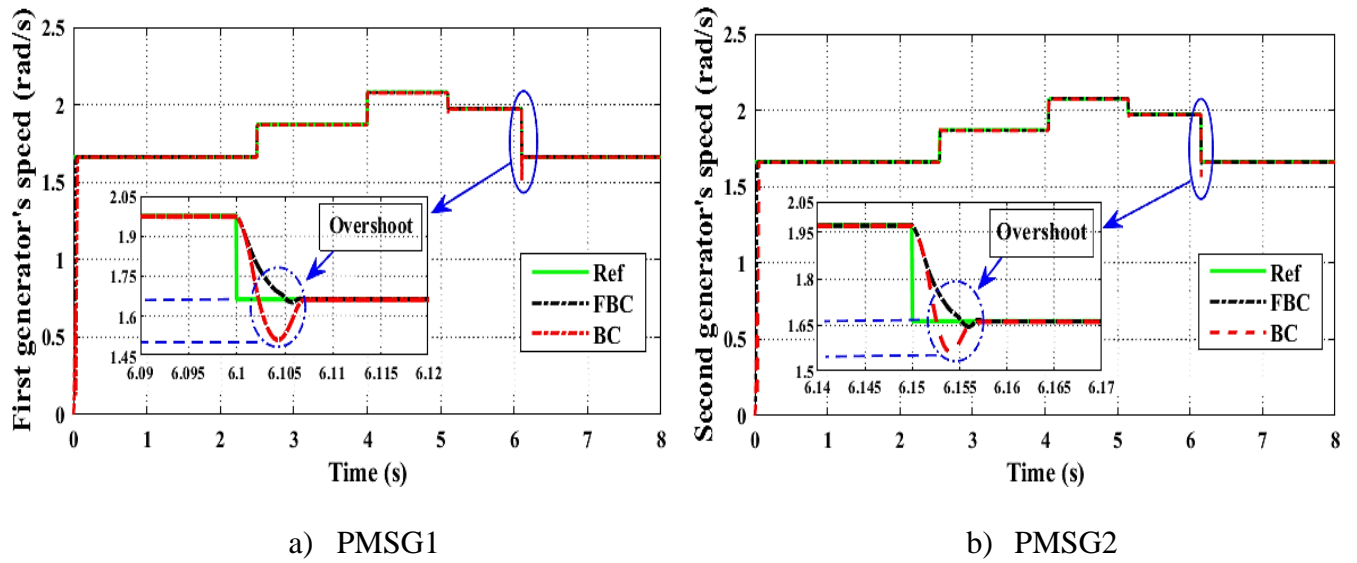 First generator's speed (rad/s)
2.5
2
1.5
1
0.5
0
0 1 2 3 4 5 6 7 8
Time (s)
2.05
1.9
1.75
1.6
1.45
6.09 6.095 6.1 6.105 6.11 6.115 6.12
Overshoot
Ref
FBC
BC
a) PMSG1
Second generator's speed (rad/s)
2.5
2
1.5
1
0.5
0
0 1 2 3 4 5 6 7 8
Time (s)
2.05
1.95
1.8
1.65
1.5
6.14 6.145 6.15 6.155 6.16 6.165 6.17
Overshoot
Ref
FBC
BC
b) PMSG2